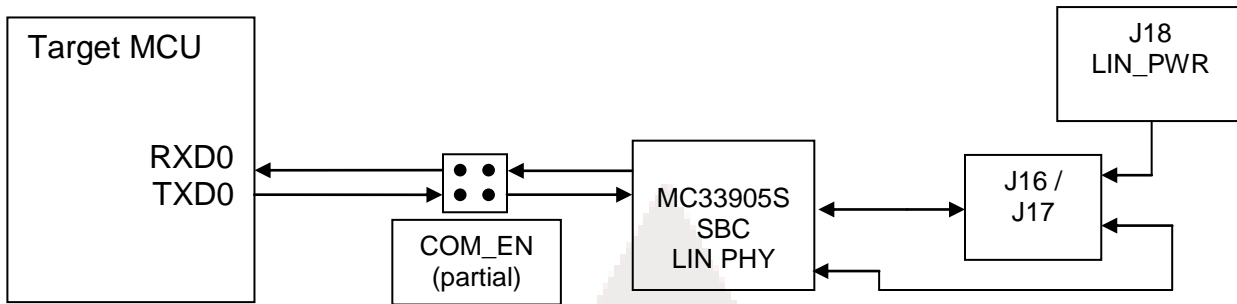 Target MCU
RXD0
TXD0
COM_EN
(partial)
MC33905S
SBC
LIN PHY
J16 /
J17
J18
LIN_PWR